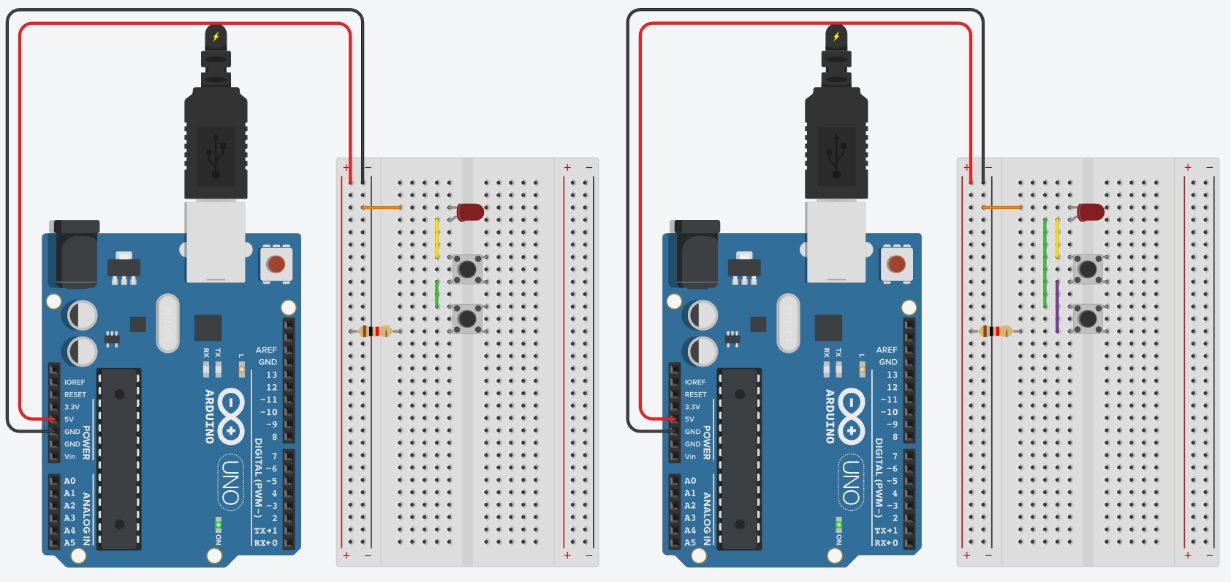 + −
+ −
IOREF
RESET
3.3V
5V
GND
GND
Vin
POWER
A0
A1
A2
A3
A4
A5
ANALOG IN
RX
TX
L
ARDUINO
UNO
ON
AREF
GND
13
12
~11
~10
~9
8
7
~6
~5
4
~3
2
TX→1
RX←0
DIGITAL (PWM~)
+ −
+ −
+ −
+ −
IOREF
RESET
3.3V
5V
GND
GND
Vin
POWER
A0
A1
A2
A3
A4
A5
ANALOG IN
RX
TX
L
ARDUINO
UNO
ON
AREF
GND
13
12
~11
~10
~9
8
7
~6
~5
4
~3
2
TX→1
RX←0
DIGITAL (PWM~)
+ −
+ −